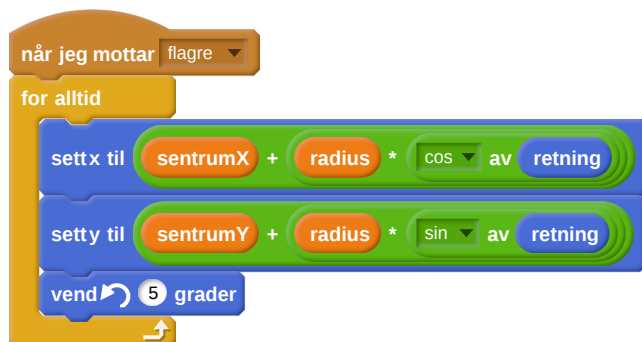 når jeg mottar flagre
for alltid
sett x til sentrumX + radius * cos av retning
sett y til sentrumY + radius * sin av retning
vend 5 grader